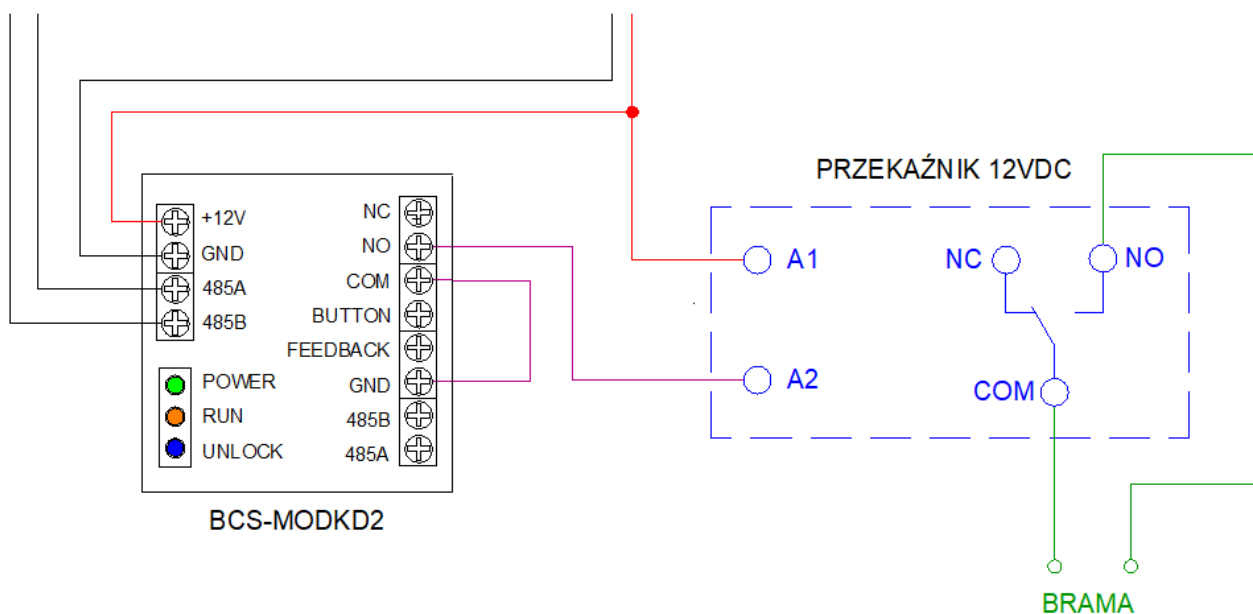 PRZEKAŹNIK 12VDC
+12V
GND
485A
485B
POWER
RUN
UNLOCK
NC
NO
COM
BUTTON
FEEDBACK
GND
485B
485A
BCS-MODKD2
A1
A2
NC
NO
COM
BRAMA